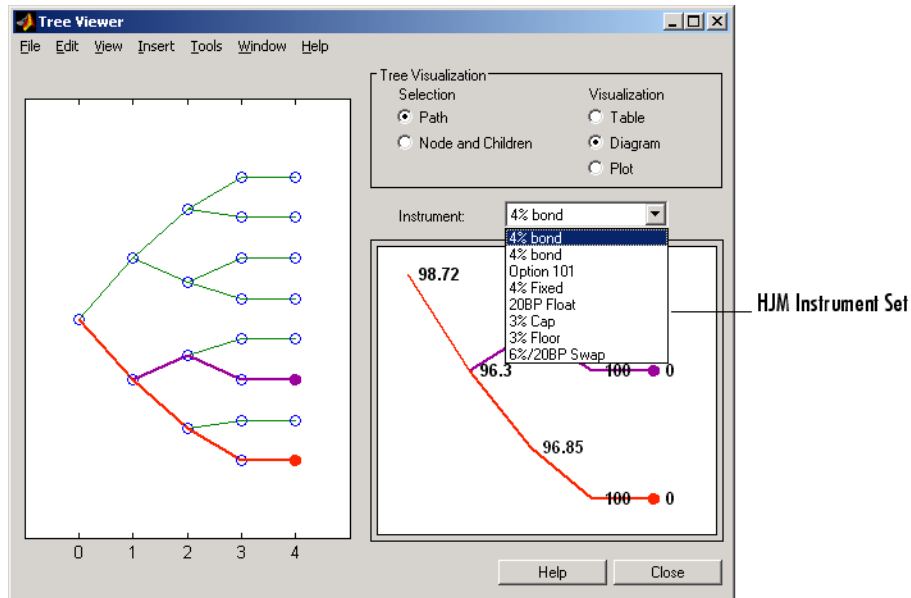 Tree Viewer
File Edit View Insert Tools Window Help
Tree Visualization
Selection
Visualization
Path
Table
Node and Children
Diagram
Plot
Instrument:
4% bond
4% bond
4% bond
Option 101
4% Fixed
20BP Float
3% Cap
3% Floor
6%/20BP Swap
HJM Instrument Set
98.72
96.3
100 0
96.85
100 0
0 1 2 3 4
Help
Close